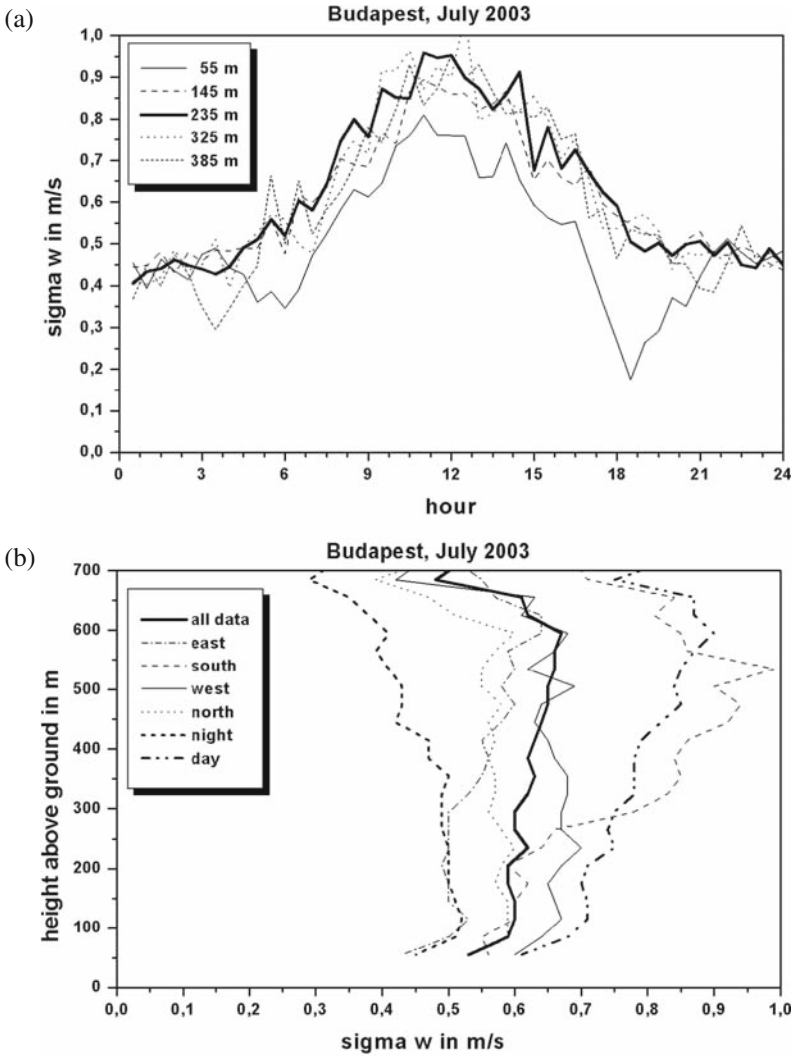 (a)
Budapest, July 2003
1,0
0,9
0,8
0,7
0,6
0,5
0,4
0,3
0,2
0,1
0,0
sigma w in m/s
55 m
145 m
235 m
325 m
385 m
0 3 6 9 12 15 18 21 24
hour
(b)
Budapest, July 2003
700
600
500
400
300
200
100
0
height above ground in m
all data
east
south
west
north
night
day
0,0 0,1 0,2 0,3 0,4 0,5 0,6 0,7 0,8 0,9 1,0
sigma w in m/s